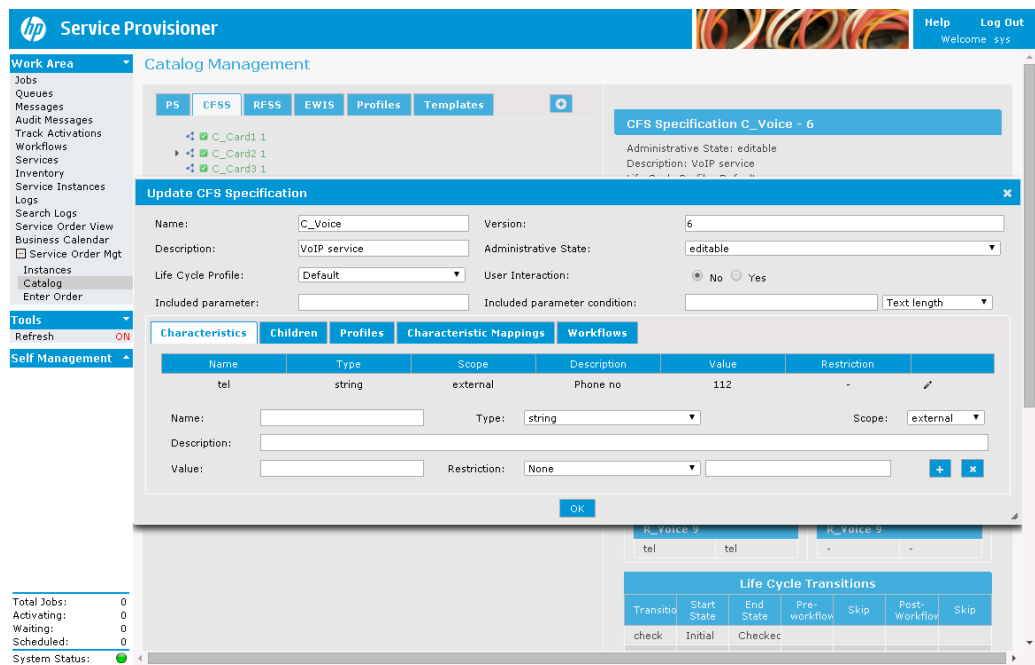 hp Service Provisioner
Help Log Out
Welcome sys
Work Area
Jobs
Queues
Messages
Audit Messages
Track Activations
Workflows
Services
Inventory
Service Instances
Logs
Search Logs
Service Order View
Business Calendar
Service Order Mgt
Instances
Catalog
Enter Order
Tools
Refresh ON
Self Management
Total Jobs: 0
Activating: 0
Waiting: 0
Scheduled: 0
System Status:
Catalog Management
PS CFSS RFSS EWIS Profiles Templates
C_Card1 1
C_Card2 1
C_Card3 1
CFS Specification C_Voice - 6
Administrative State: editable
Description: VoIP service
Update CFS Specification
Name: C_Voice Version: 6
Description: VoIP service Administrative State: editable
Life Cycle Profile: Default User Interaction: No Yes
Included parameter: Included parameter condition: Text length
Characteristics Children Profiles Characteristic Mappings Workflows
Name Type Scope Description Value Restriction
tel string external Phone no 112 -
Name: Type: string Scope: external
Description:
Value: Restriction: None
OK
R_Voice 9 R_Voice 9
tel tel - -
Life Cycle Transitions
Transitio Start State End State Pre-workflow Skip Post-Workflow Skip
check Initial Checkec